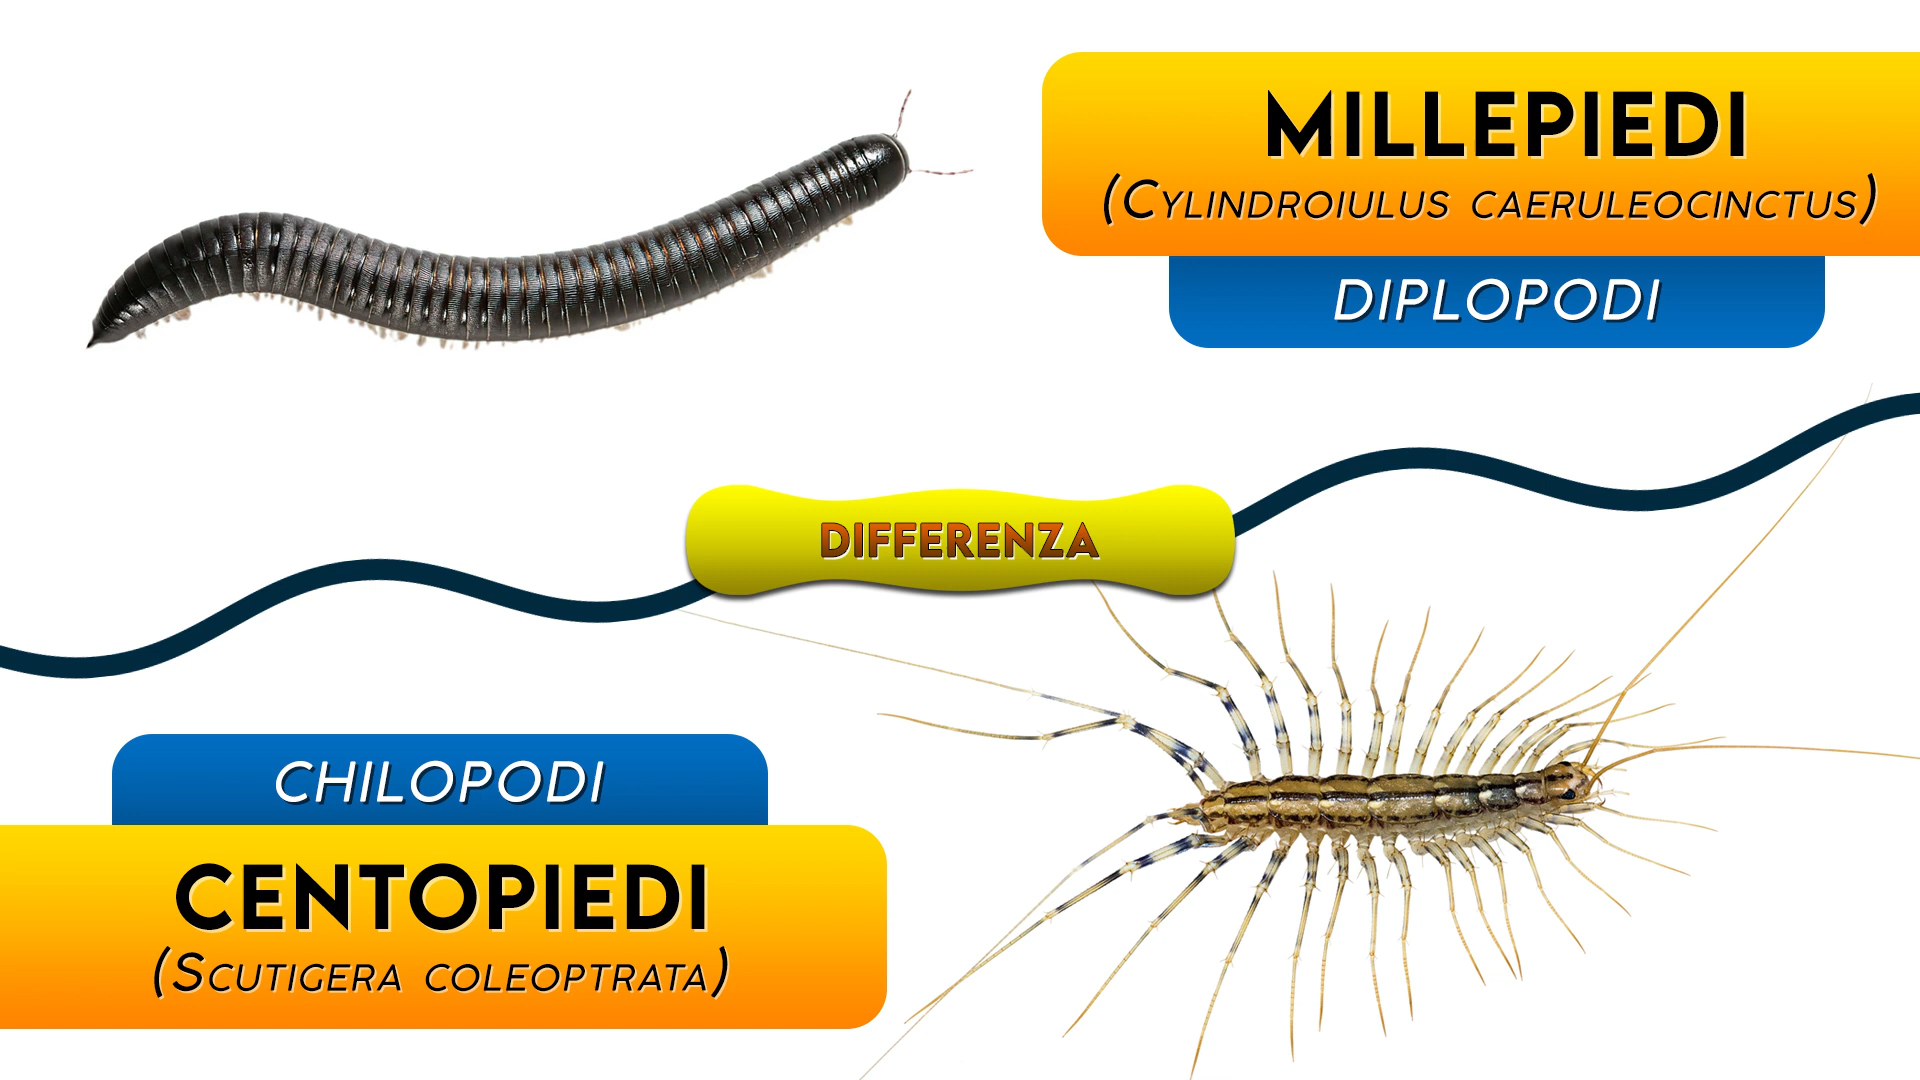 MILLEPIEDI
(Cylindroiulus caeruleocinctus)
DIPLOPODI
DIFFERENZA
CHILOPODI
CENTOPIEDI
(Scutigera coleoptrata)